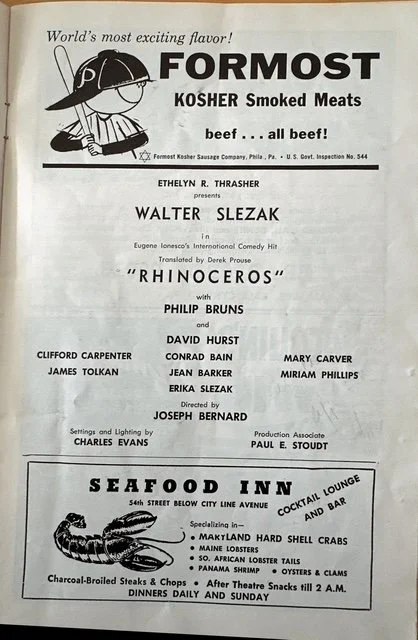 World's most exciting flavor!
P
FORMOST
KOSHER Smoked Meats
beef . . . all beef!
Formost Kosher Sausage Company, Phila., Pa. • U.S. Govt. Inspection No. 544
ETHELYN R. THRASHER
presents
WALTER SLEZAK
in
Eugene Ionesco's International Comedy Hit
Translated by Derek Prouse
"RHINOCEROS"
with
PHILIP BRUNS
and
DAVID HURST
CLIFFORD CARPENTER CONRAD BAIN MARY CARVER
JAMES TOLKAN JEAN BARKER MIRIAM PHILLIPS
ERIKA SLEZAK
Directed by
JOSEPH BERNARD
Settings and Lighting by
CHARLES EVANS
Production Associate
PAUL E. STOUDT
SEAFOOD INN
54th STREET BELOW CITY LINE AVENUE
COCKTAIL LOUNGE
AND BAR
Specializing in—
• MARYLAND HARD SHELL CRABS
• MAINE LOBSTERS
• SO. AFRICAN LOBSTER TAILS
• PANAMA SHRIMP • OYSTERS & CLAMS
Charcoal-Broiled Steaks & Chops • After Theatre Snacks till 2 A.M.
DINNERS DAILY AND SUNDAY